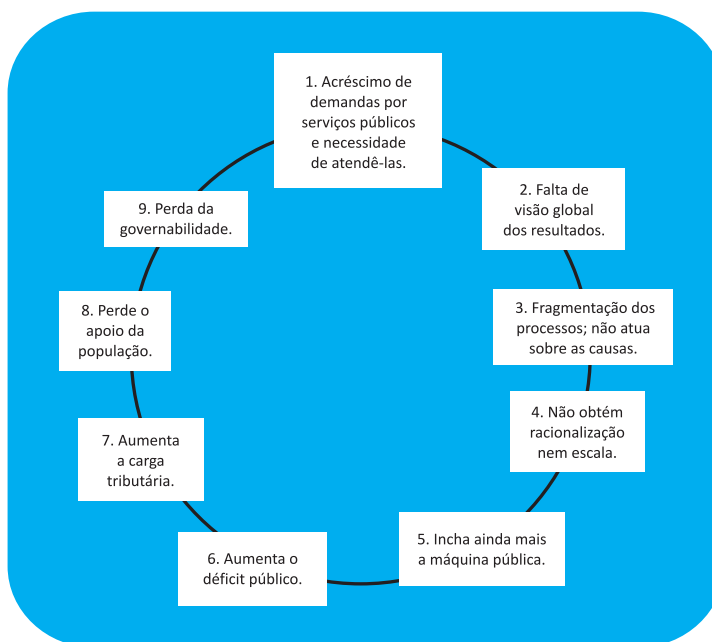 1. Acréscimo de
demandas por
serviços públicos
e necessidade
de atendê-las.
2. Falta de
visão global
dos resultados.
3. Fragmentação dos
processos; não atua
sobre as causas.
4. Não obtém
racionalização
nem escala.
5. Incha ainda mais
a máquina pública.
6. Aumenta o
déficit público.
7. Aumenta
a carga
tributária.
8. Perde o
apoio da
população.
9. Perda da
governabilidade.